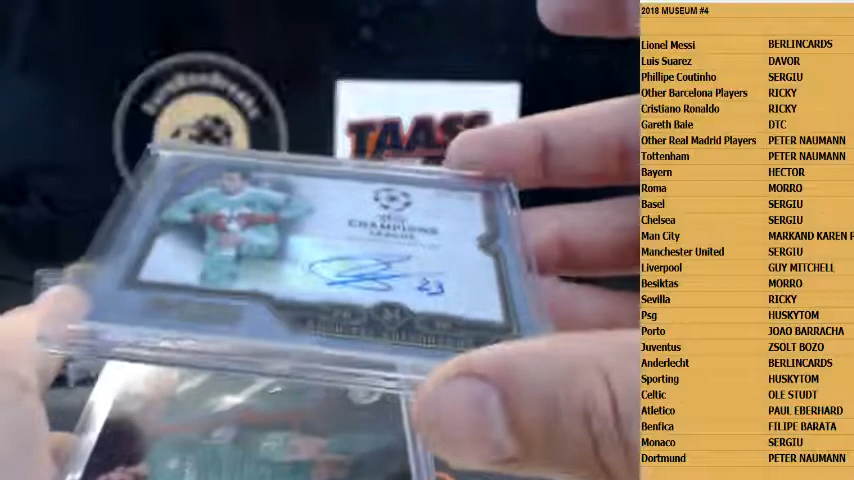 2018 MUSEUM #4
Lionel Messi BERLINCARDS
Luis Suarez DAVOR
Phillipe Coutinho SERGIU
Other Barcelona Players RICKY
Cristiano Ronaldo RICKY
Gareth Bale DTC
Other Real Madrid Players PETER NAUMANN
Tottenham PETER NAUMANN
Bayern HECTOR
Roma MORRO
Basel SERGIU
Chelsea SERGIU
Man City MARKAND KAREN
Manchester United SERGIU
Liverpool GUY MITCHELL
Besiktas MORRO
Sevilla RICKY
Psg HUSKYTOM
Porto JOAO BARRACHA
Juventus ZSOLT BOZO
Anderlecht BERLINCARDS
Sporting HUSKYTOM
Celtic OLE STUDT
Atletico PAUL EBERHARD
Benfica FILIPE BARATA
Monaco SERGIU
Dortmund PETER NAUMANN
TAASS
CHAMPIONS
LEAGUE
23